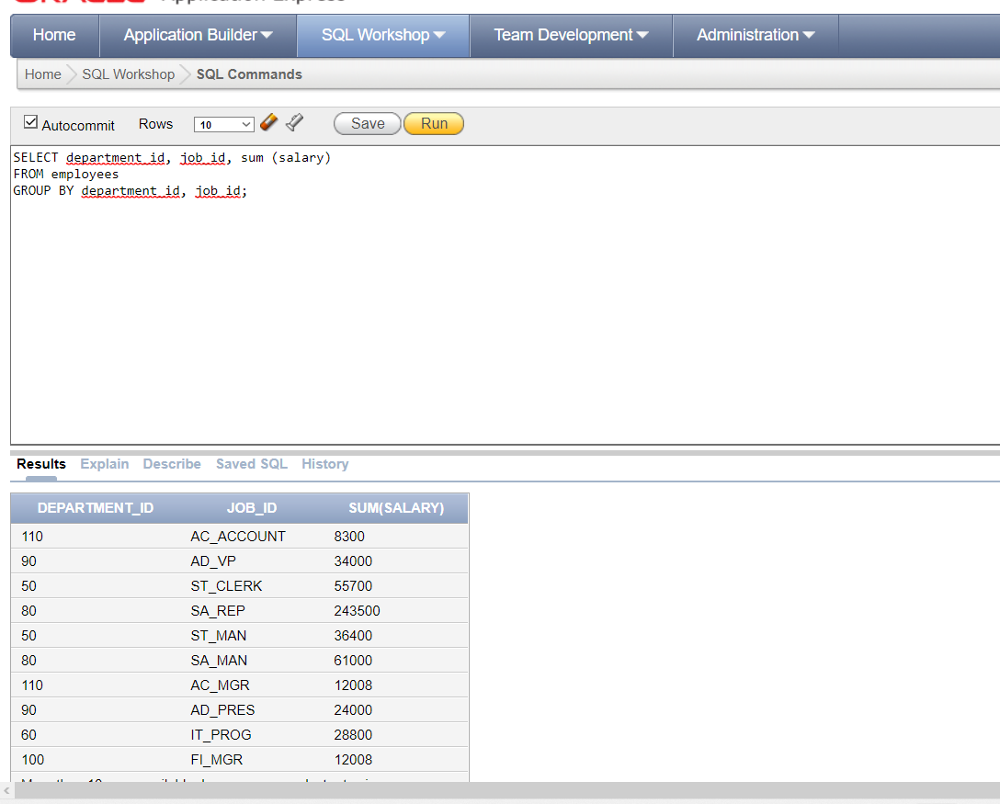 ORACLE Application Express
Home Application Builder SQL Workshop Team Development Administration
Home SQL Workshop SQL Commands
Autocommit Rows 10 Save Run
SELECT department_id, job_id, sum (salary)
FROM employees
GROUP BY department_id, job_id;
Results Explain Describe Saved SQL History
DEPARTMENT_ID JOB_ID SUM(SALARY)
110 AC_ACCOUNT 8300
90 AD_VP 34000
50 ST_CLERK 55700
80 SA_REP 243500
50 ST_MAN 36400
80 SA_MAN 61000
110 AC_MGR 12008
90 AD_PRES 24000
60 IT_PROG 28800
100 FI_MGR 12008